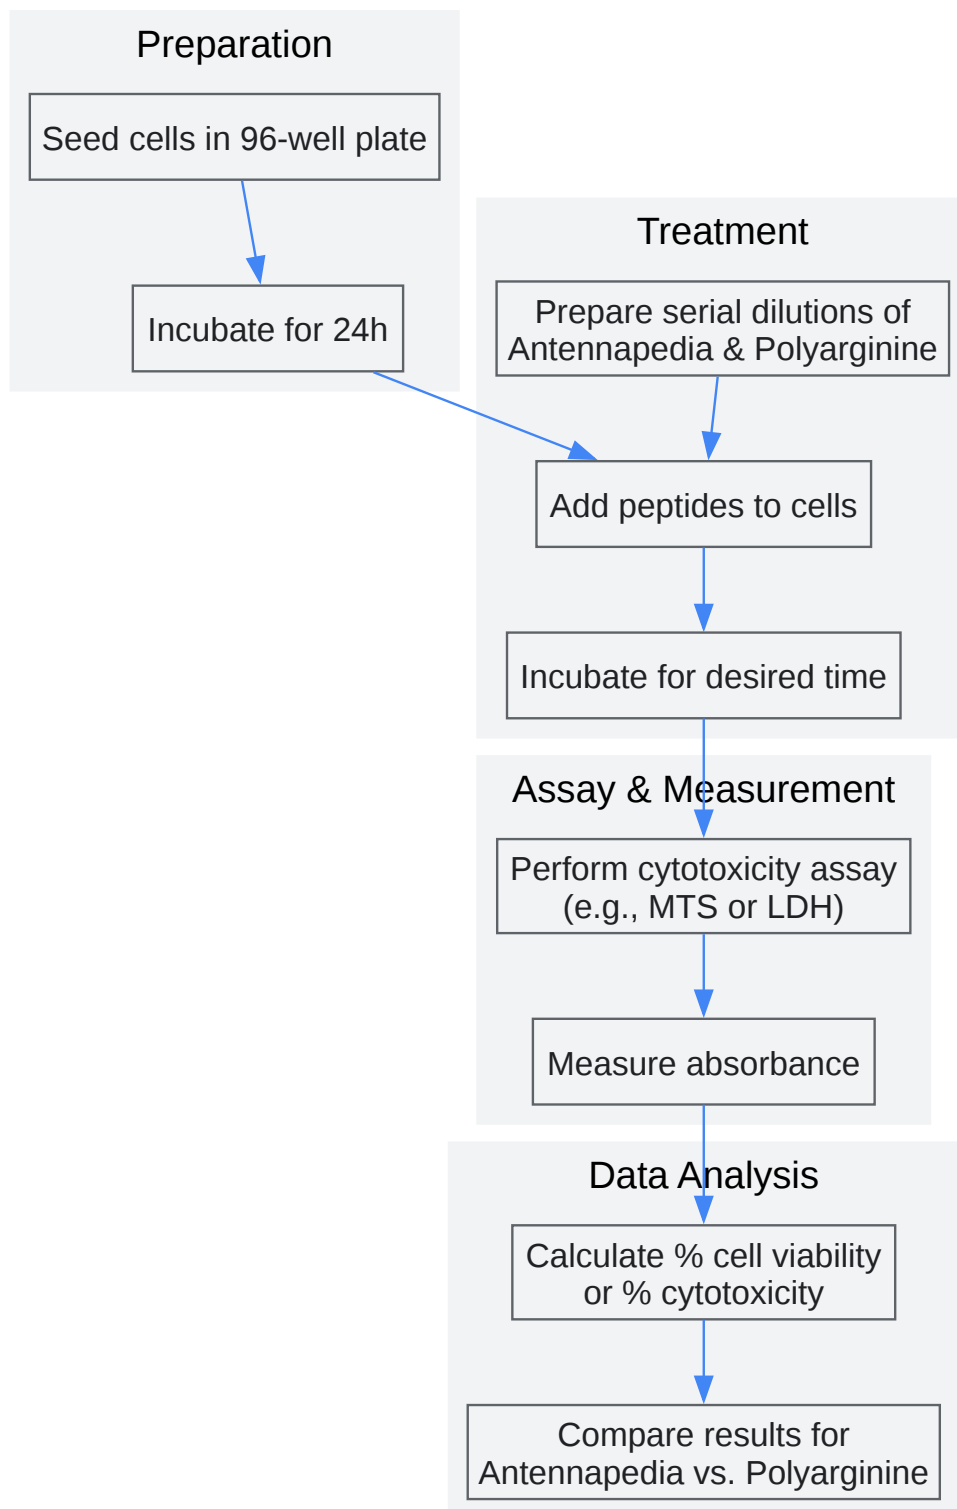 Preparation
Seed cells in 96-well plate
Incubate for 24h
Treatment
Prepare serial dilutions of
Antennapedia & Polyarginine
Add peptides to cells
Incubate for desired time
Assay & Measurement
Perform cytotoxicity assay
(e.g., MTS or LDH)
Measure absorbance
Data Analysis
Calculate % cell viability
or % cytotoxicity
Compare results for
Antennapedia vs. Polyarginine